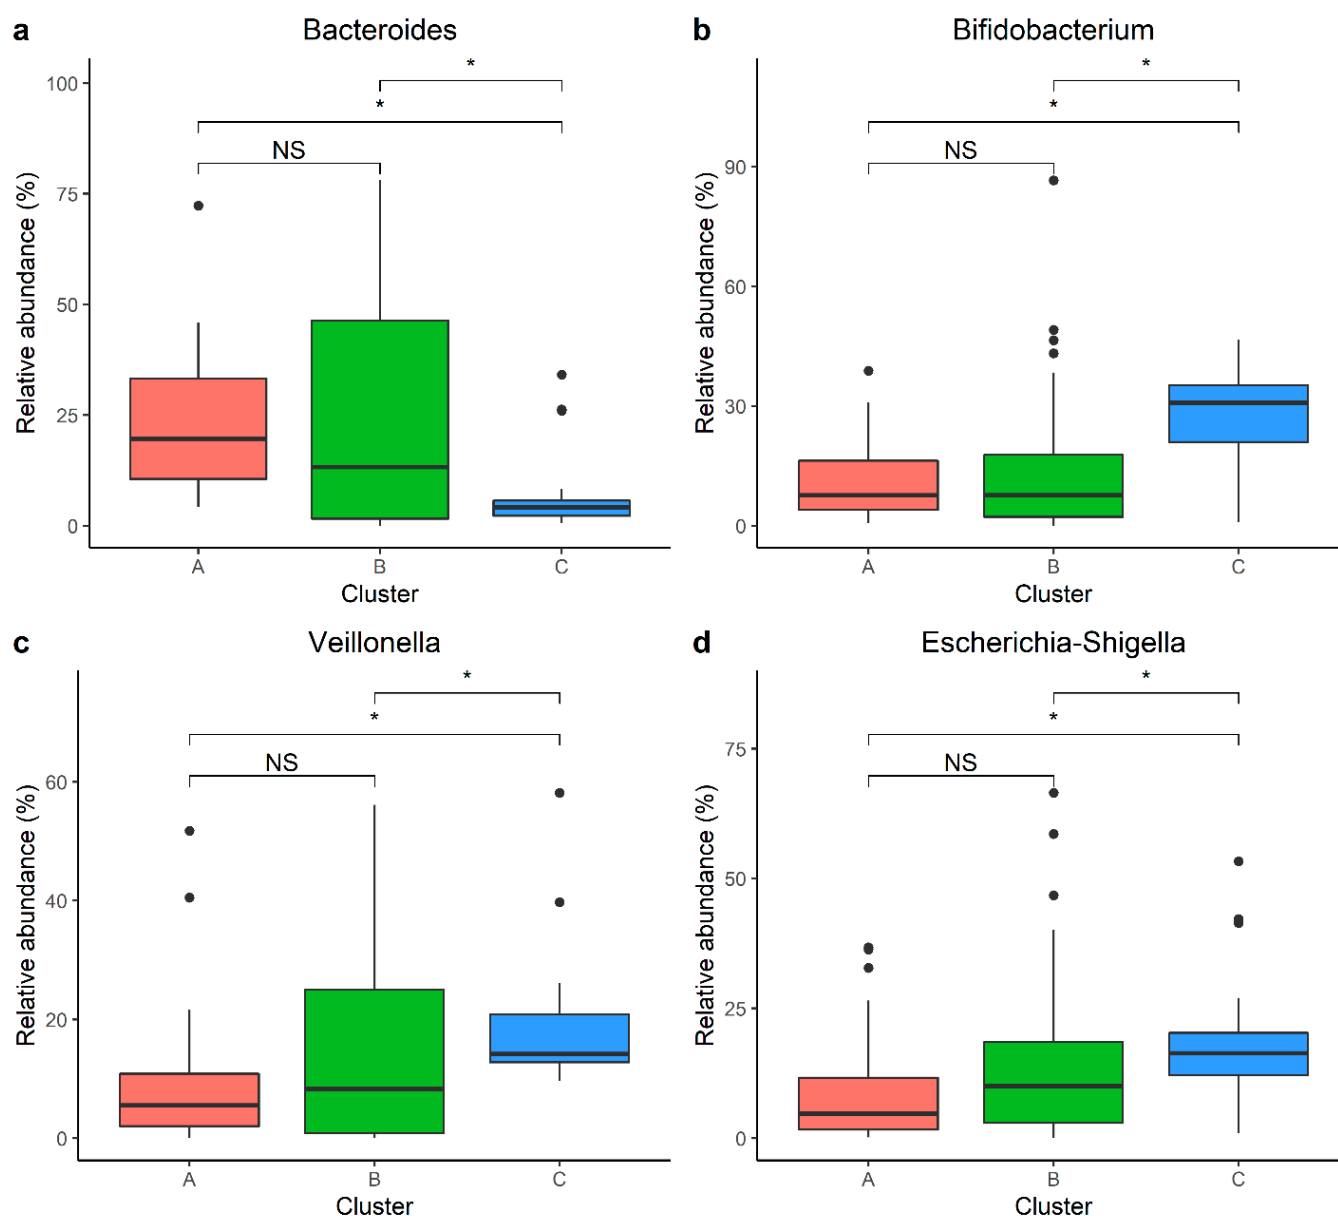 a Bacteroides
*
*
NS
100
75
50
25
0
Relative abundance (%)
A B C
Cluster
b Bifidobacterium
*
*
NS
90
60
30
0
Relative abundance (%)
A B C
Cluster
c Veillonella
*
*
NS
60
40
20
0
Relative abundance (%)
A B C
Cluster
d Escherichia-Shigella
*
*
NS
75
50
25
0
Relative abundance (%)
A B C
Cluster